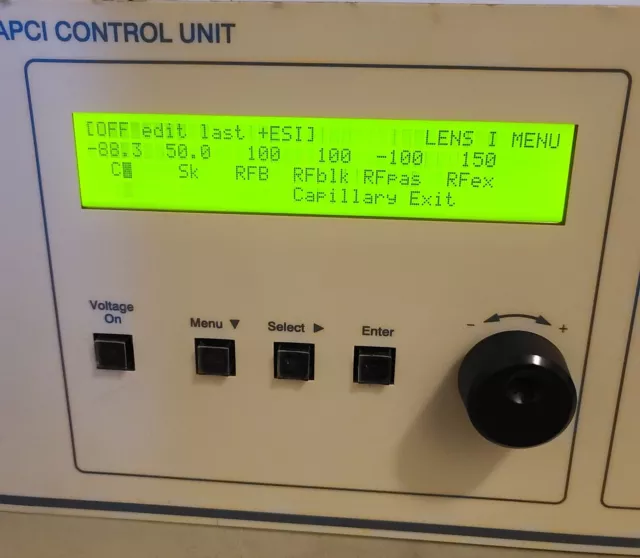 APCI CONTROL UNIT
[OFF edit last +ESI] LENS I MENU
-88.3 50.0 100 100 -100 150
C Sk RFB RFblk RFpas RFex
Capillary Exit
Voltage On
Menu ▼ Select ► Enter
- +